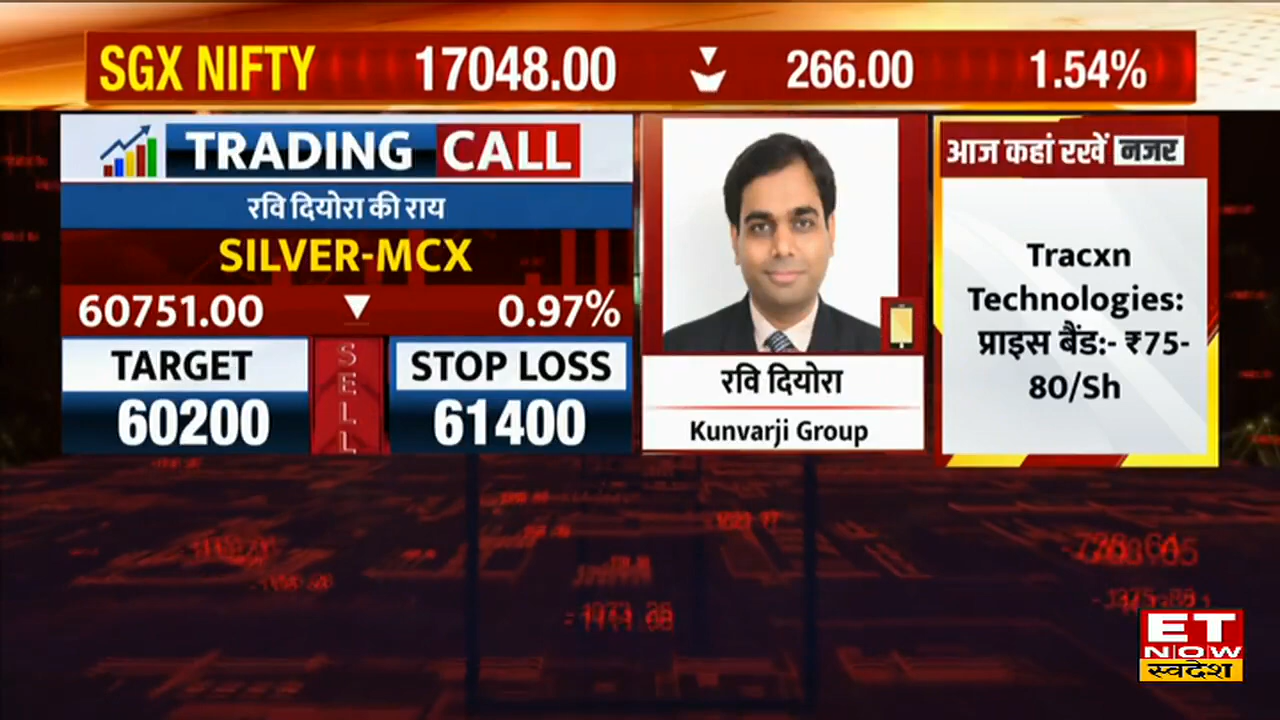 SGX NIFTY 17048.00 266.00 1.54%
TRADING CALL
रवि दियोरा की राय
SILVER-MCX
60751.00 0.97%
TARGET
60200
SELL
STOP LOSS
61400
रवि दियोरा
Kunvarji Group
आज कहां रखें नजर
Tracxn
Technologies:
प्राइस बैंड:- ₹75-
80/Sh
ET
NOW
स्वदेश